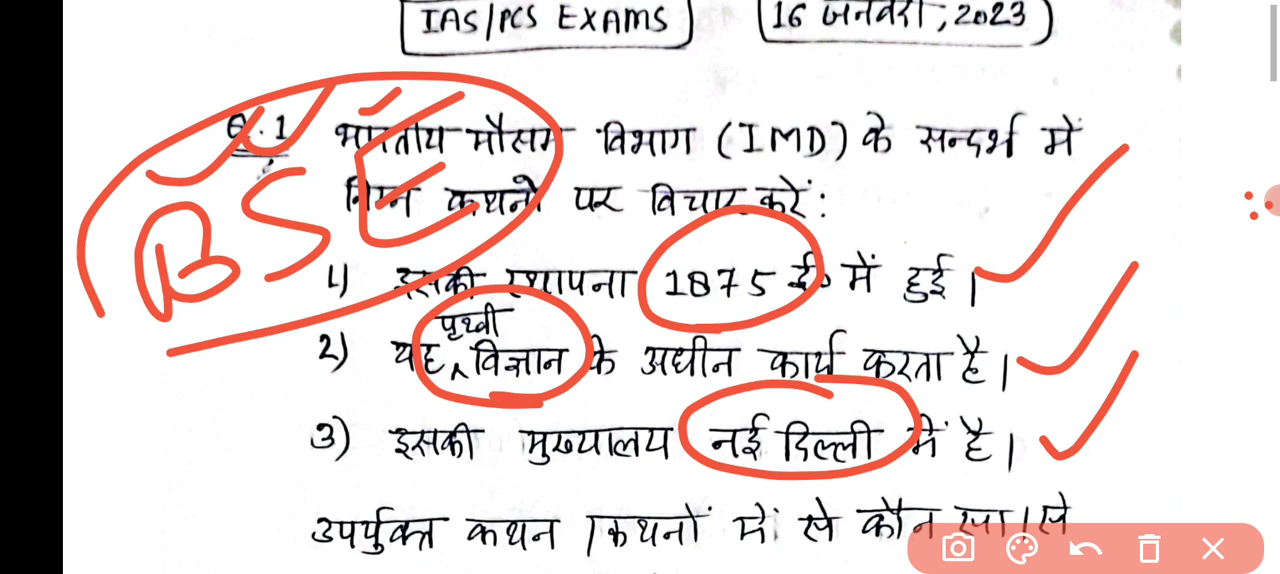 IAS/PCS EXAMS 16 जनवरी, 2023
Q.1 भारतीय मौसम विभाग (IMD) के सन्दर्भ में
निम्न कथनो पर विचार करें:
BSE
1) इसकी स्थापना 1875 ई० में हुई।
2) यह पृथ्वी विज्ञान के अधीन कार्य करता है।
3) इसकी मुख्यालय नई दिल्ली में है।
उपर्युक्त कथन /कथनों में से कौन सा/से